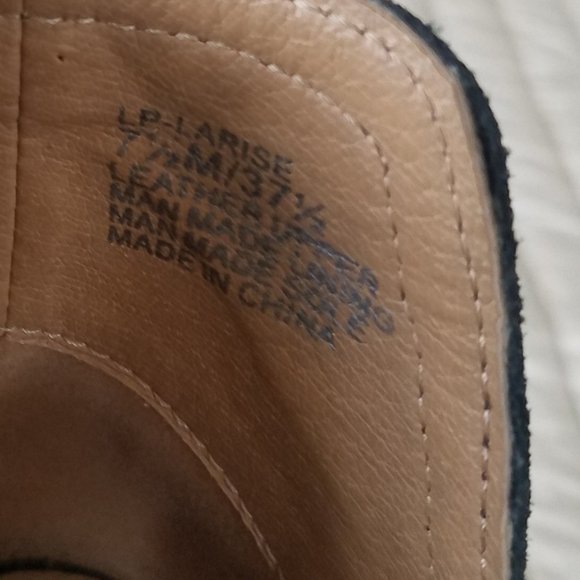 LP-LARISE
7½M/37½
LEATHER UPPER
MAN MADE LINING
MAN MADE SOLE
MADE IN CHINA